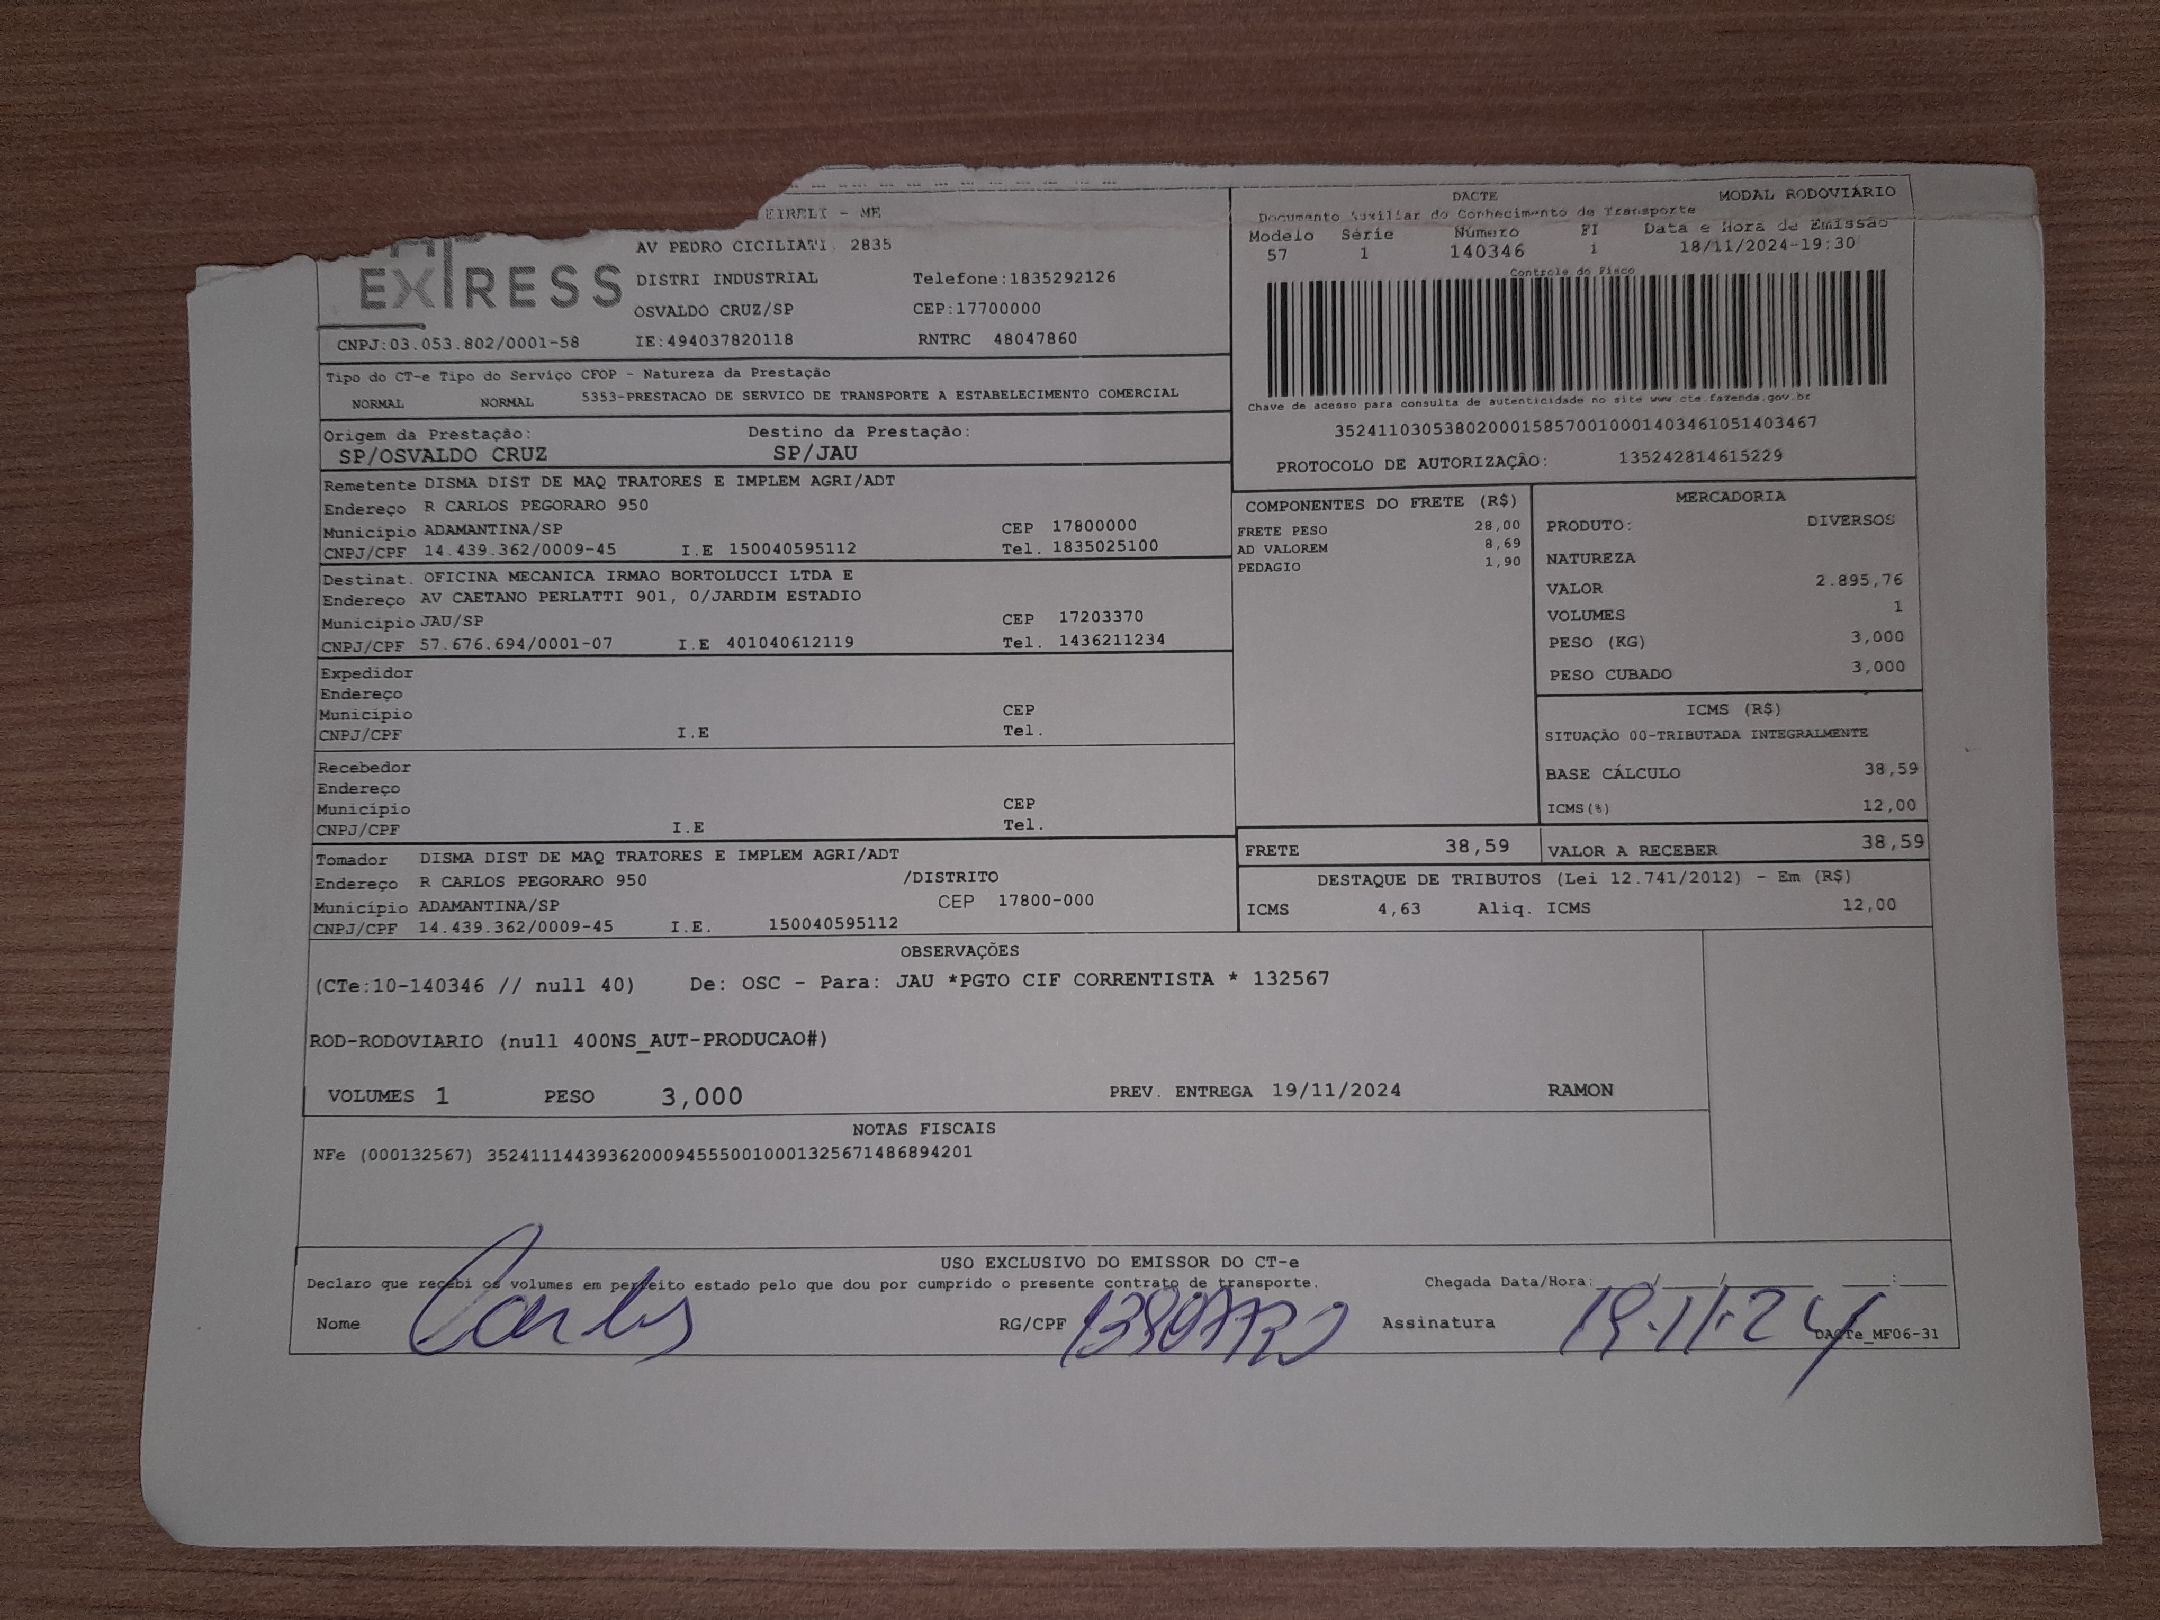 EIRELI - ME
EXPRESS
AV PEDRO CICILIATI, 2835
DISTRI INDUSTRIAL Telefone:1835292126
OSVALDO CRUZ/SP CEP:17700000
CNPJ:03.053.802/0001-58 IE:494037820118 RNTRC 48047860
DACTE MODAL RODOVIÁRIO
Documento Auxiliar do Conhecimento de Transporte
Modelo Série Número Fl Data e Hora de Emissão
57 1 140346 1 18/11/2024-19:30
Controle do Fisco
Chave de acesso para consulta de autenticidade no site www.cte.fazenda.gov.br
35241103053802000158570010001403461051403467
PROTOCOLO DE AUTORIZAÇÃO: 135242814615229
Tipo do CT-e Tipo do Serviço CFOP - Natureza da Prestação
NORMAL NORMAL 5353-PRESTACAO DE SERVICO DE TRANSPORTE A ESTABELECIMENTO COMERCIAL
Origem da Prestação: Destino da Prestação:
SP/OSVALDO CRUZ SP/JAU
Remetente DISMA DIST DE MAQ TRATORES E IMPLEM AGRI/ADT
Endereço R CARLOS PEGORARO 950
Município ADAMANTINA/SP CEP 17800000
CNPJ/CPF 14.439.362/0009-45 I.E 150040595112 Tel. 1835025100
Destinat. OFICINA MECANICA IRMAO BORTOLUCCI LTDA E
Endereço AV CAETANO PERLATTI 901, 0/JARDIM ESTADIO
Município JAU/SP CEP 17203370
CNPJ/CPF 57.676.694/0001-07 I.E 401040612119 Tel. 1436211234
Expedidor
Endereço
Município CEP
CNPJ/CPF I.E Tel.
Recebedor
Endereço
Município CEP
CNPJ/CPF I.E Tel.
Tomador DISMA DIST DE MAQ TRATORES E IMPLEM AGRI/ADT
Endereço R CARLOS PEGORARO 950 /DISTRITO
Município ADAMANTINA/SP CEP 17800-000
CNPJ/CPF 14.439.362/0009-45 I.E. 150040595112
COMPONENTES DO FRETE (R$)
FRETE PESO 28,00
AD VALOREM 8,69
PEDAGIO 1,90
MERCADORIA
PRODUTO: DIVERSOS
NATUREZA
VALOR 2.895,76
VOLUMES 1
PESO (KG) 3,000
PESO CUBADO 3,000
ICMS (R$)
SITUAÇÃO 00-TRIBUTADA INTEGRALMENTE
BASE CÁLCULO 38,59
ICMS(%) 12,00
FRETE 38,59 VALOR A RECEBER 38,59
DESTAQUE DE TRIBUTOS (Lei 12.741/2012) - Em (R$)
ICMS 4,63 Aliq. ICMS 12,00
OBSERVAÇÕES
(CTe:10-140346 // null 40) De: OSC - Para: JAU *PGTO CIF CORRENTISTA * 132567
ROD-RODOVIARIO (null 400NS_AUT-PRODUCAO#)
VOLUMES 1 PESO 3,000 PREV. ENTREGA 19/11/2024 RAMON
NOTAS FISCAIS
NFe (000132567) 35241114439362000945550010001325671486894201
USO EXCLUSIVO DO EMISSOR DO CT-e
Declaro que recebi os volumes em perfeito estado pelo que dou por cumprido o presente contrato de transporte. Chegada Data/Hora: __/__/____ __:__
Nome Carlos RG/CPF Assinatura 19.11.24
DACTe_MF06-31